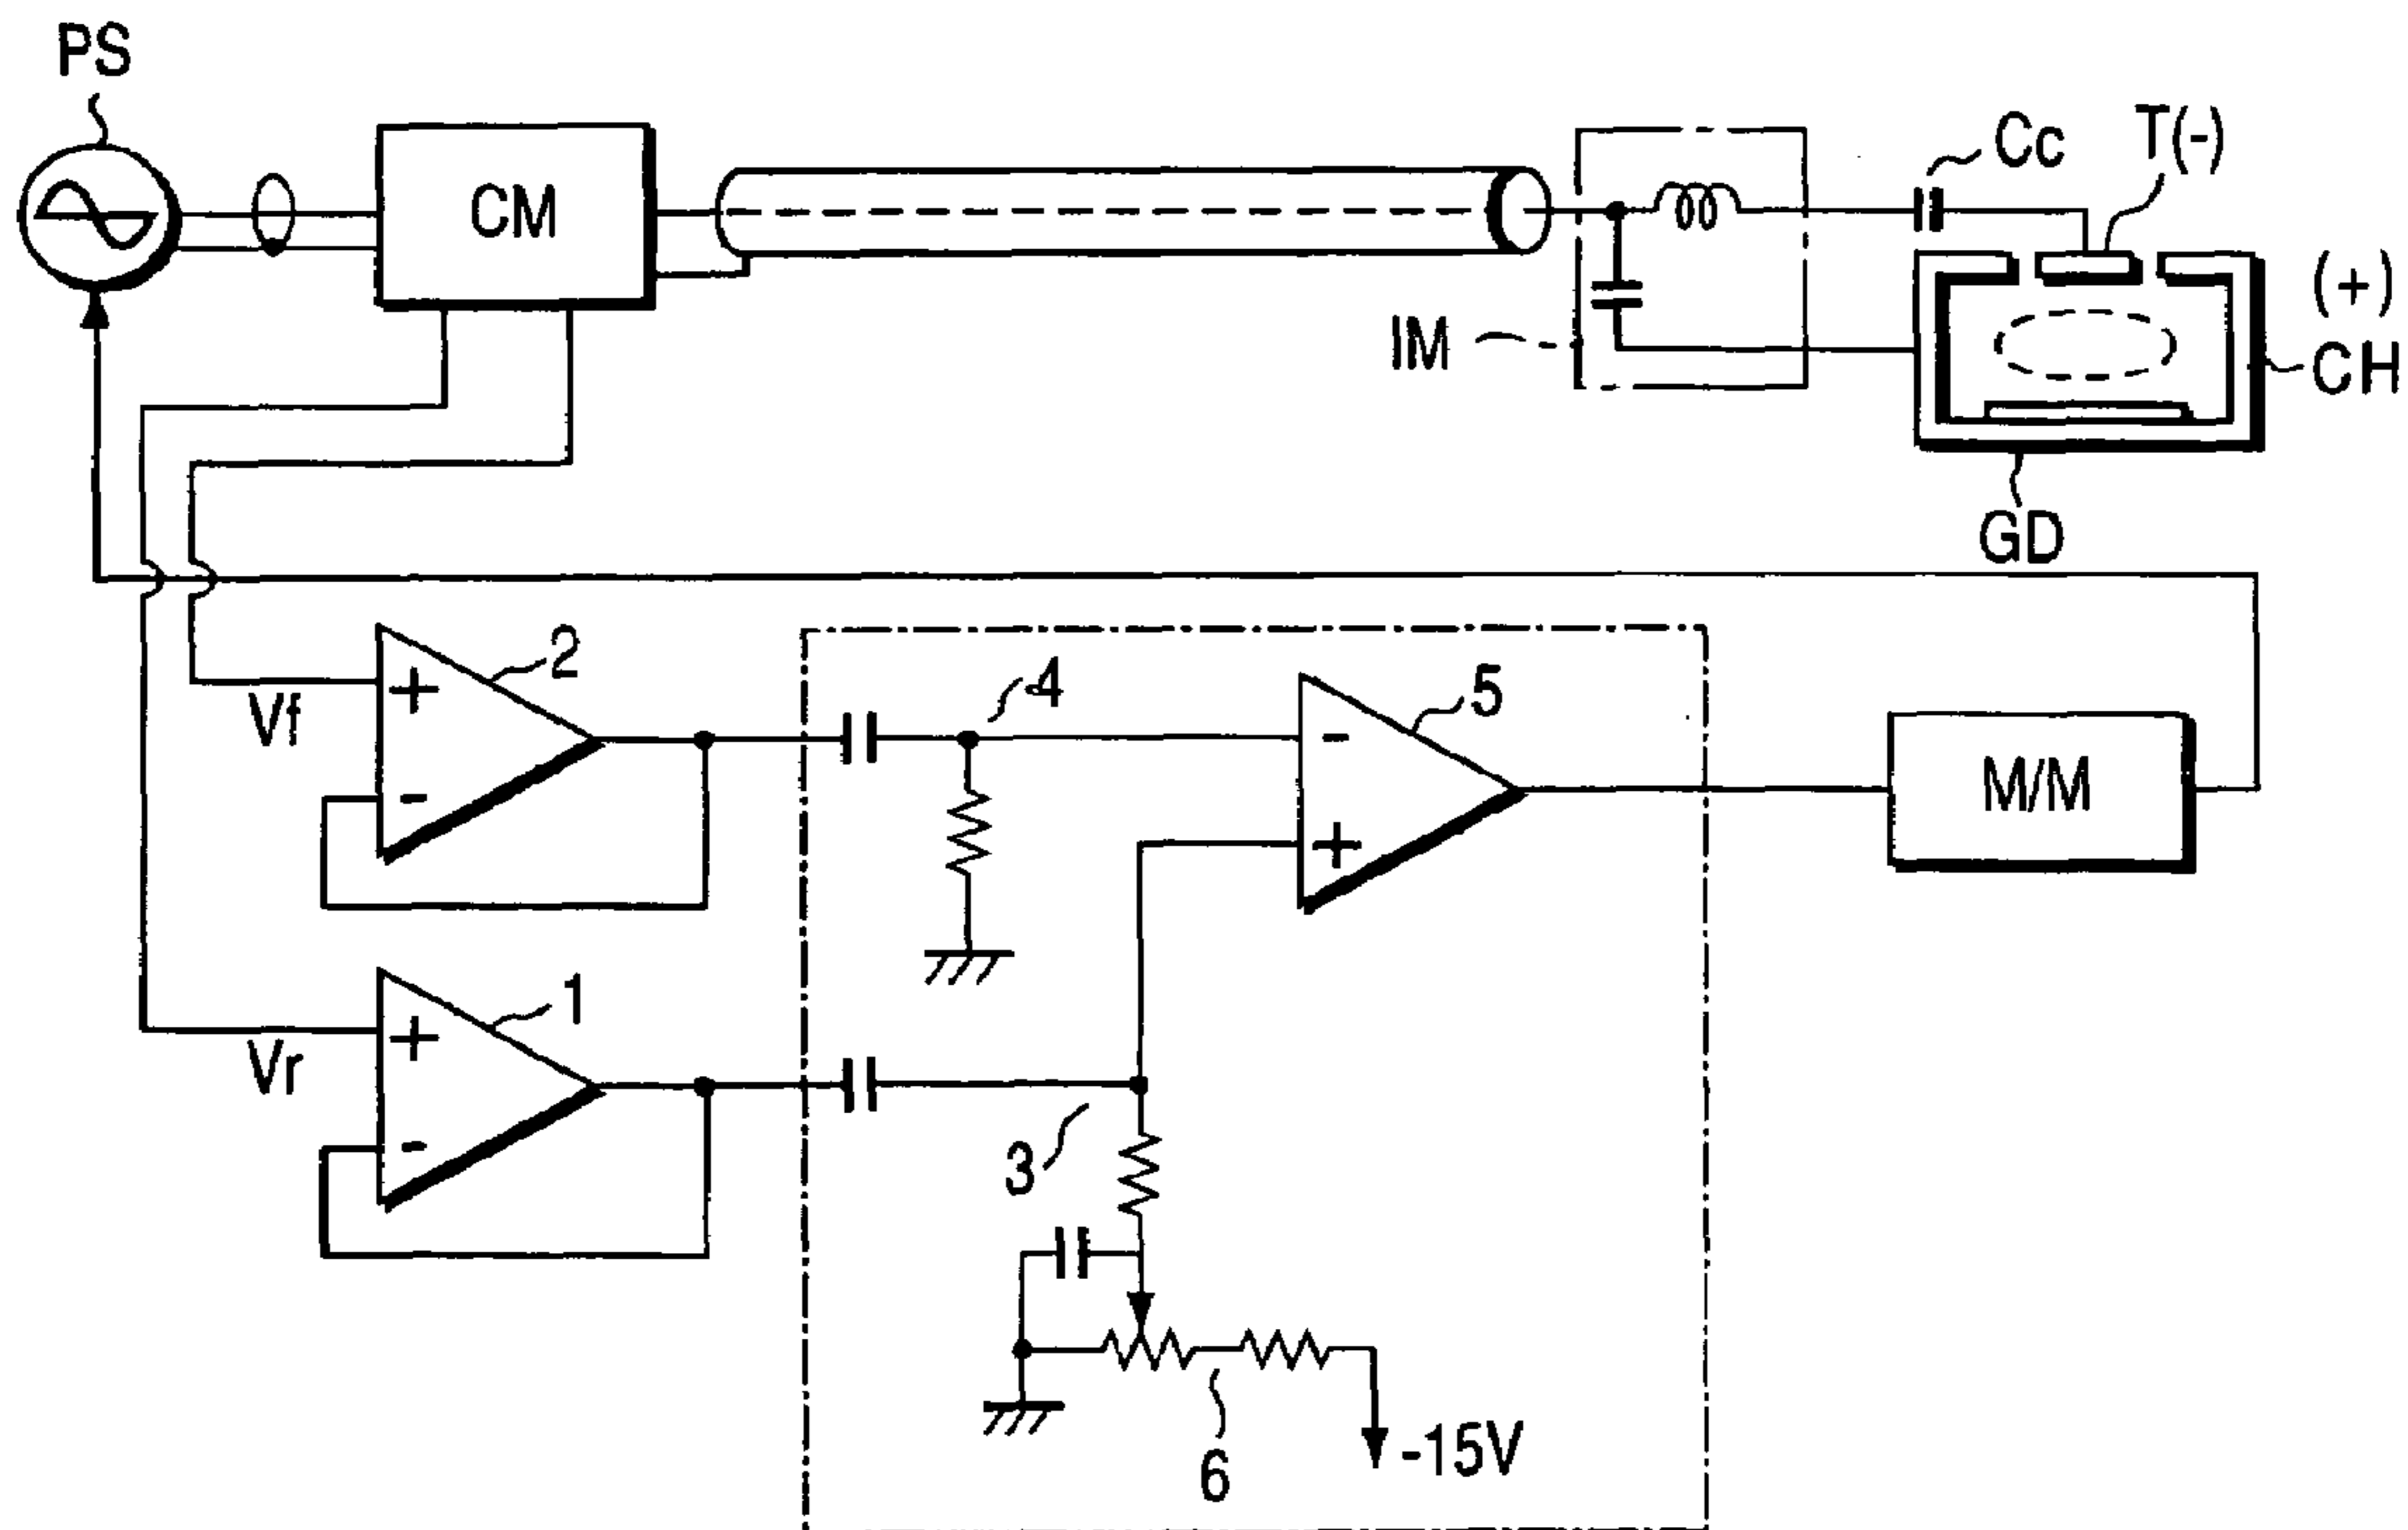 PS
CM
Cc
T(-)
(+)
IM
CH
GD
2
+
-
Vf
4
5
-
+
M/M
1
+
-
Vr
3
6
-15V